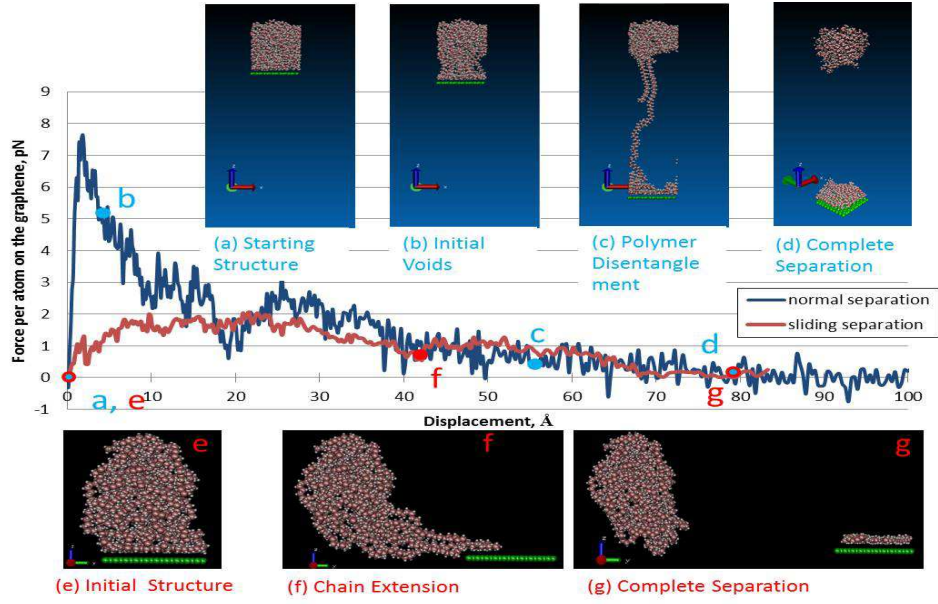 Force per atom on the graphene, pN
9
8
7
6
5
4
3
2
1
0
-1
0 10 20 30 40 50 60 70 80 90 100
Displacement, Å
(a) Starting
Structure
(b) Initial
Voids
(c) Polymer
Disentangle
ment
(d) Complete
Separation
normal separation
sliding separation
b
c
d
f
g
a, e
e
f
g
(e) Initial Structure
(f) Chain Extension
(g) Complete Separation